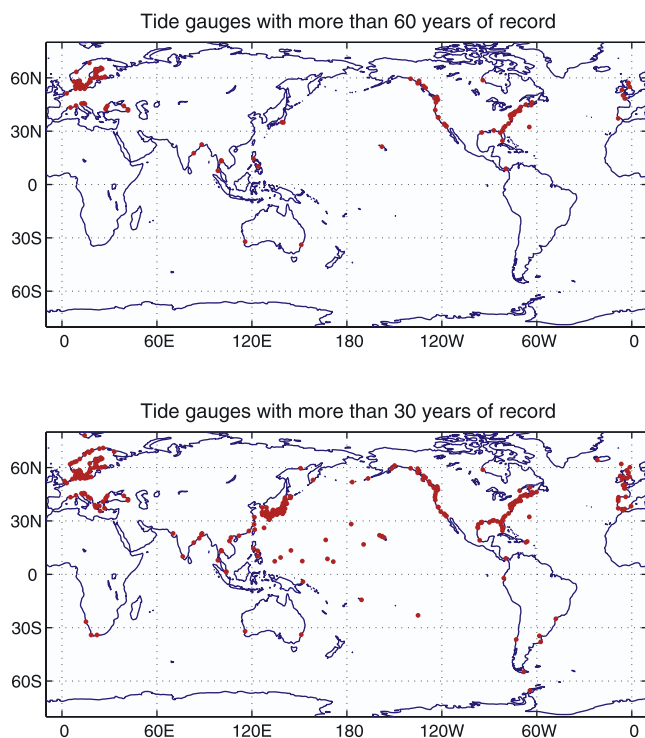 Tide gauges with more than 60 years of record
60N
30N
0
30S
60S
0 60E 120E 180 120W 60W 0
Tide gauges with more than 30 years of record
60N
30N
0
30S
60S
0 60E 120E 180 120W 60W 0